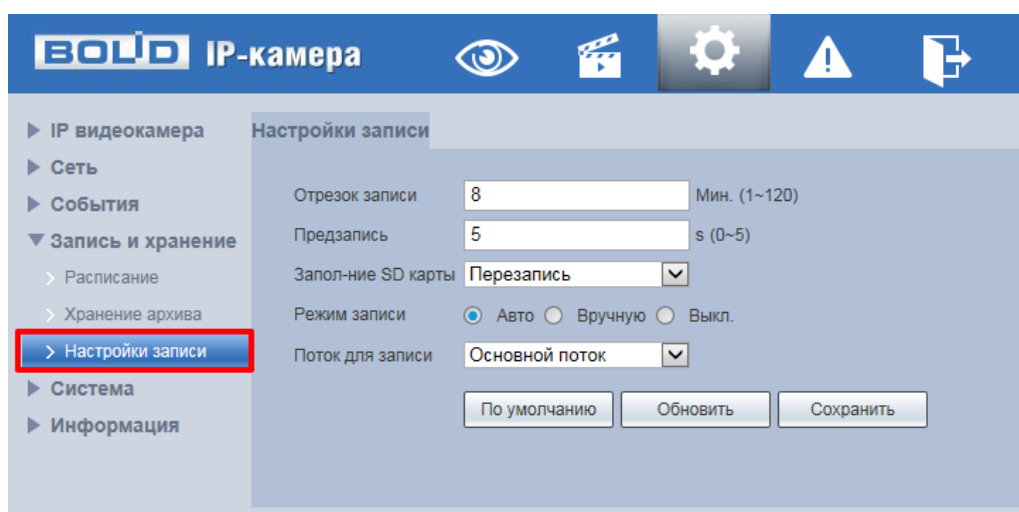 BOLID IP-камера
IP видеокамера
Сеть
События
Запись и хранение
Расписание
Хранение архива
Настройки записи
Система
Информация
Настройки записи
Отрезок записи 8 Мин. (1~120)
Предзапись 5 s (0~5)
Запол-ние SD карты Перезапись
Режим записи Авто Вручную Выкл.
Поток для записи Основной поток
По умолчанию Обновить Сохранить